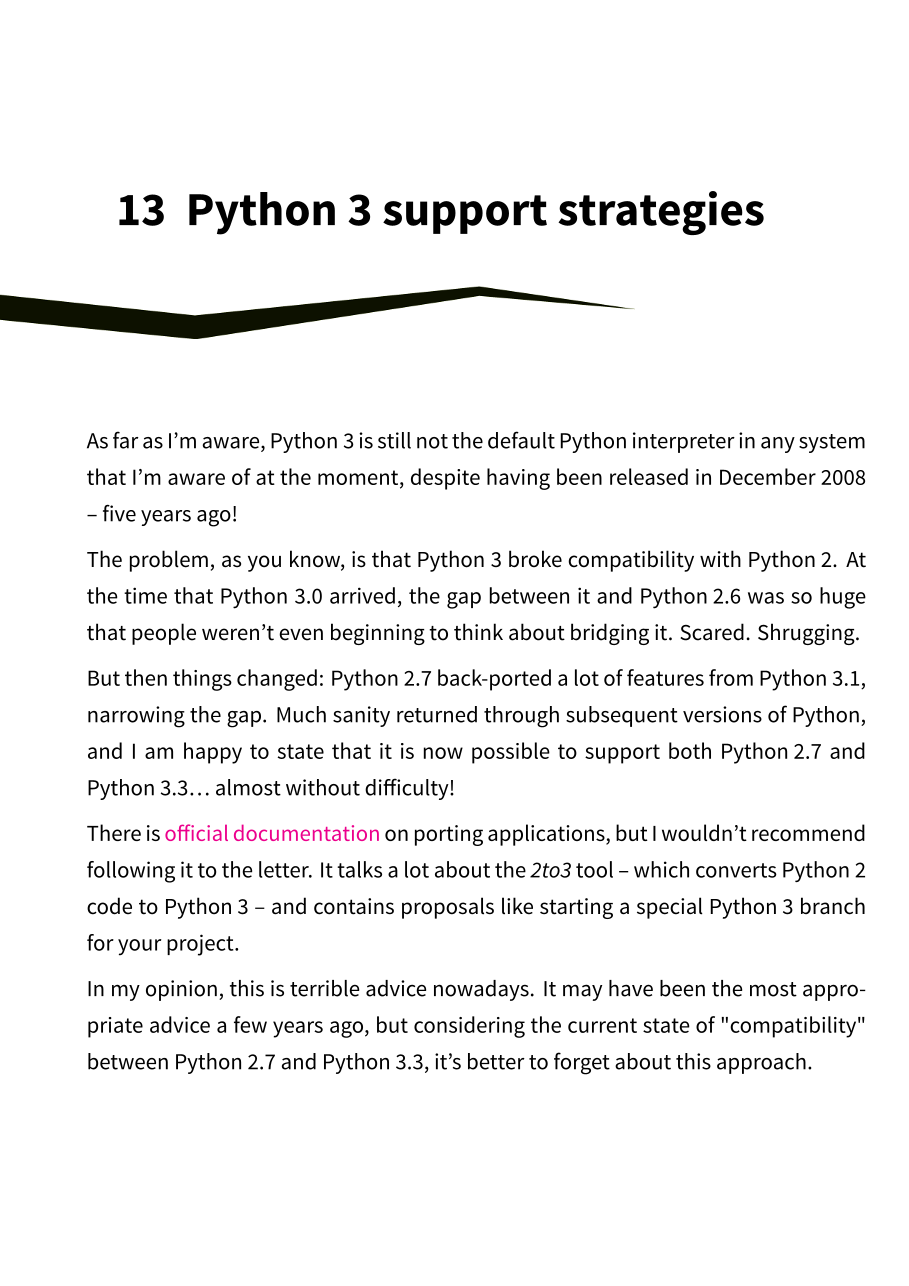 13 Python 3 support strategies
As far as I’m aware, Python 3 is still not the default Python interpreter in any system
that I’m aware of at the moment, despite having been released in December 2008
– five years ago!
The problem, as you know, is that Python 3 broke compatibility with Python 2. At
the time that Python 3.0 arrived, the gap between it and Python 2.6 was so huge
that people weren’t even beginning to think about bridging it. Scared. Shrugging.
But then things changed: Python 2.7 back-ported a lot of features from Python 3.1,
narrowing the gap. Much sanity returned through subsequent versions of Python,
and I am happy to state that it is now possible to support both Python 2.7 and
Python 3.3… almost without difficulty!
There is official documentation on porting applications, but I wouldn’t recommend
following it to the letter. It talks a lot about the 2to3 tool – which converts Python 2
code to Python 3 – and contains proposals like starting a special Python 3 branch
for your project.
In my opinion, this is terrible advice nowadays. It may have been the most appro-
priate advice a few years ago, but considering the current state of "compatibility"
between Python 2.7 and Python 3.3, it’s better to forget about this approach.